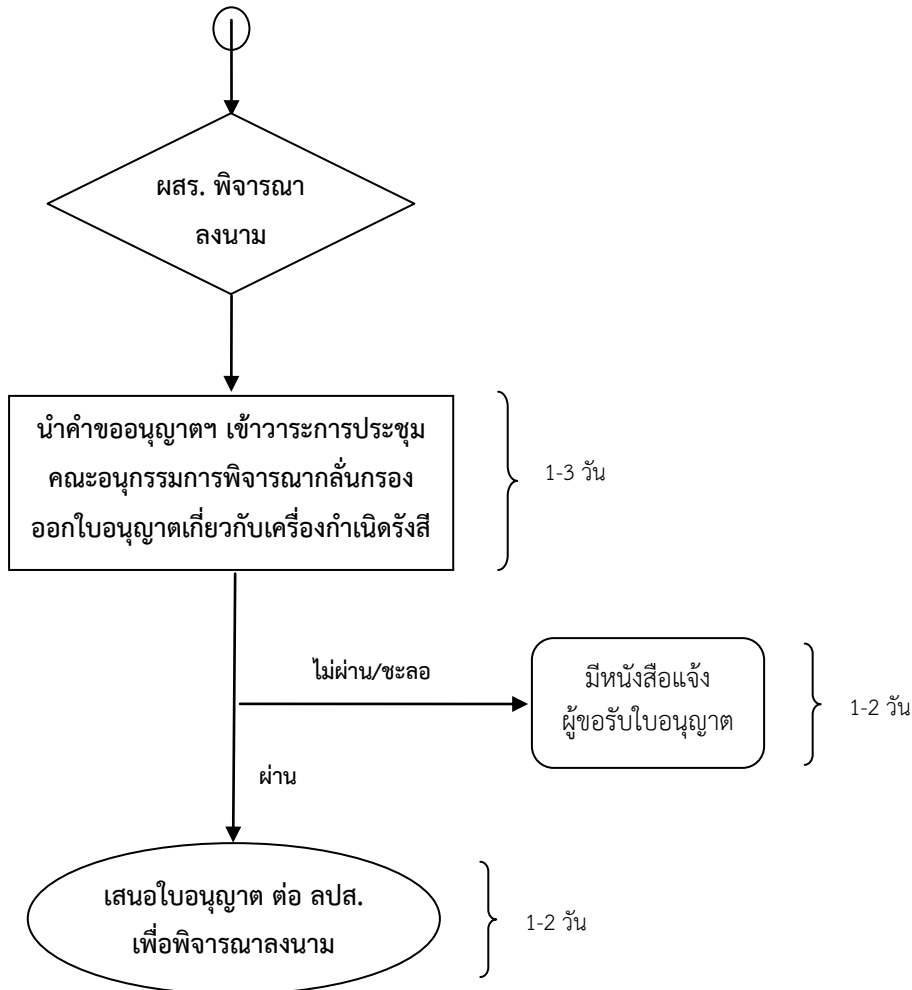 ผสร. พิจารณา
ลงนาม
นำคำขออนุญาตฯ เข้าวาระการประชุม
คณะอนุกรรมการพิจารณากลั่นกรอง
ออกใบอนุญาตเกี่ยวกับเครื่องกำเนิดรังสี
1-3 วัน
ไม่ผ่าน/ชะลอ
มีหนังสือแจ้ง
ผู้ขอรับใบอนุญาต
1-2 วัน
ผ่าน
เสนอใบอนุญาต ต่อ ลปส.
เพื่อพิจารณาลงนาม
1-2 วัน